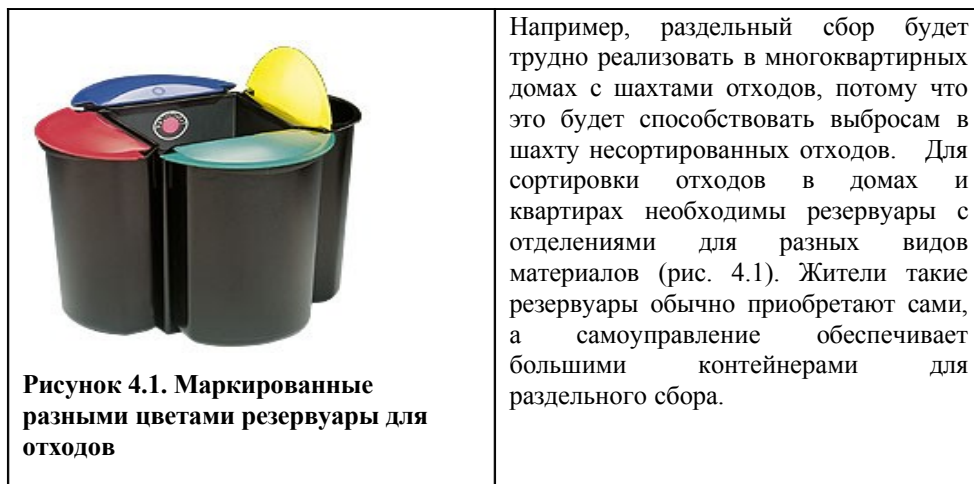 Рисунок 4.1. Маркированные
разными цветами резервуары для
отходов
Например, раздельный сбор будет
трудно реализовать в многоквартирных
домах с шахтами отходов, потому что
это будет способствовать выбросам в
шахту несортированных отходов. Для
сортировки отходов в домах и
квартирах необходимы резервуары с
отделениями для разных видов
материалов (рис. 4.1). Жители такие
резервуары обычно приобретают сами,
а самоуправление обеспечивает
большими контейнерами для
раздельного сбора.